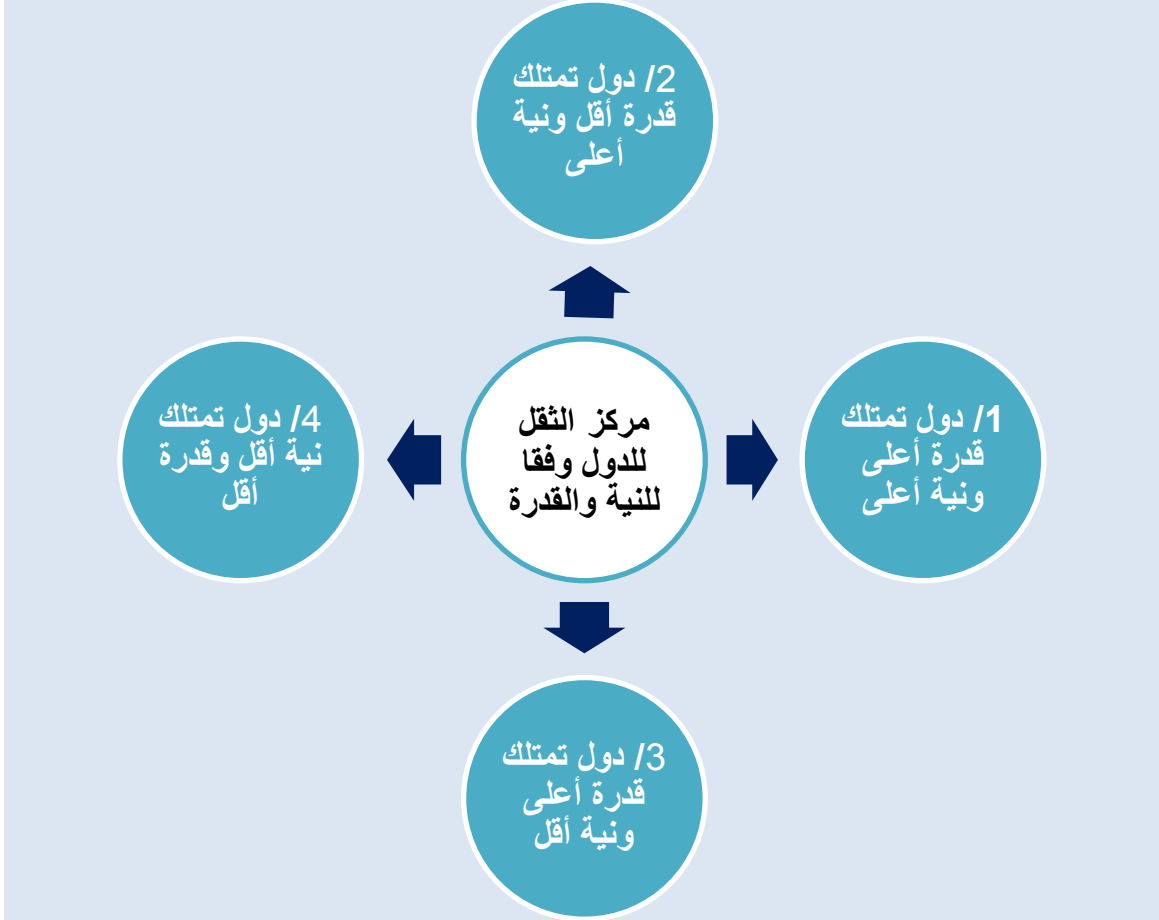 2/ دول تمتلك
قدرة أقل ونية
أعلى
4/ دول تمتلك
نية أقل وقدرة
أقل
مركز الثقل
للدول وفقا
للنية والقدرة
1/ دول تمتلك
قدرة أعلى
ونية أعلى
3/ دول تمتلك
قدرة أعلى
ونية أقل